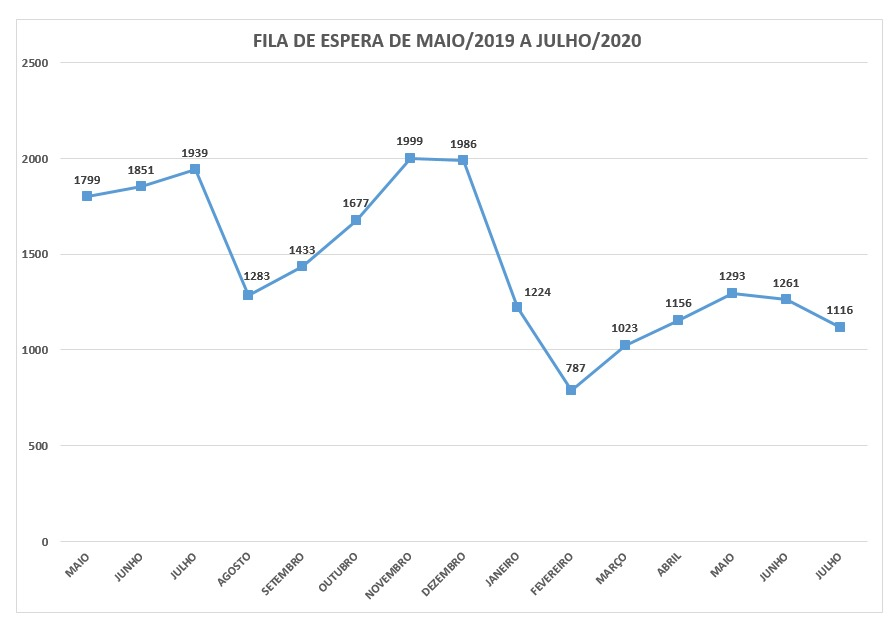 FILA DE ESPERA DE MAIO/2019 A JULHO/2020
2500
2000
1500
1000
500
0
1799
1851
1939
1283
1433
1677
1999
1986
1224
787
1023
1156
1293
1261
1116
MAIO
JUNHO
JULHO
AGOSTO
SETEMBRO
OUTUBRO
NOVEMBRO
DEZEMBRO
JANEIRO
FEVEREIRO
MARÇO
ABRIL
MAIO
JUNHO
JULHO